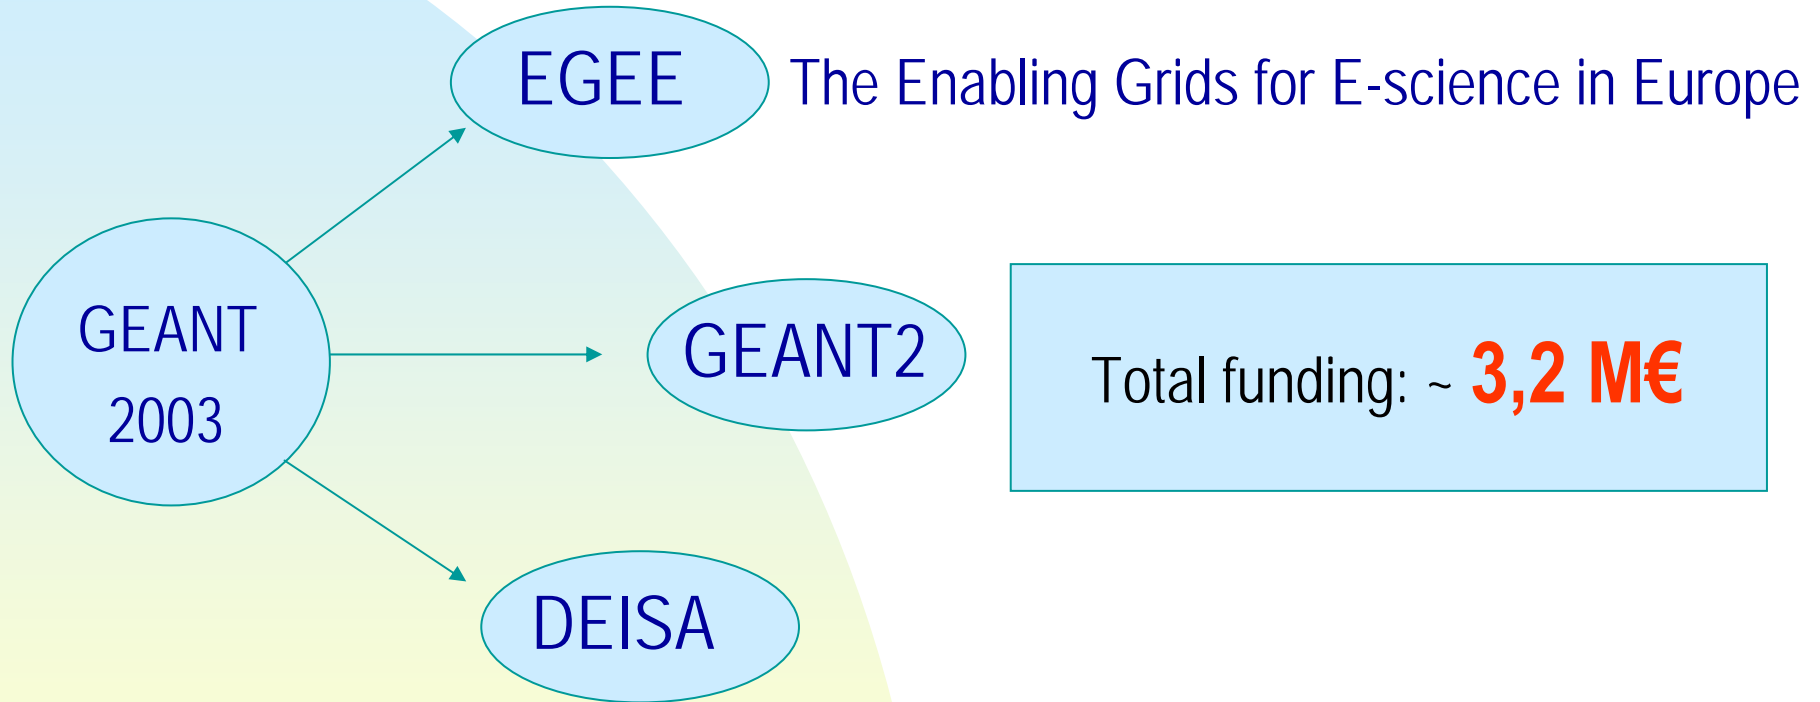 EGEE
The Enabling Grids for E-science in Europe
GEANT
2003
GEANT2
Total funding: ~ 3,2 M€
DEISA